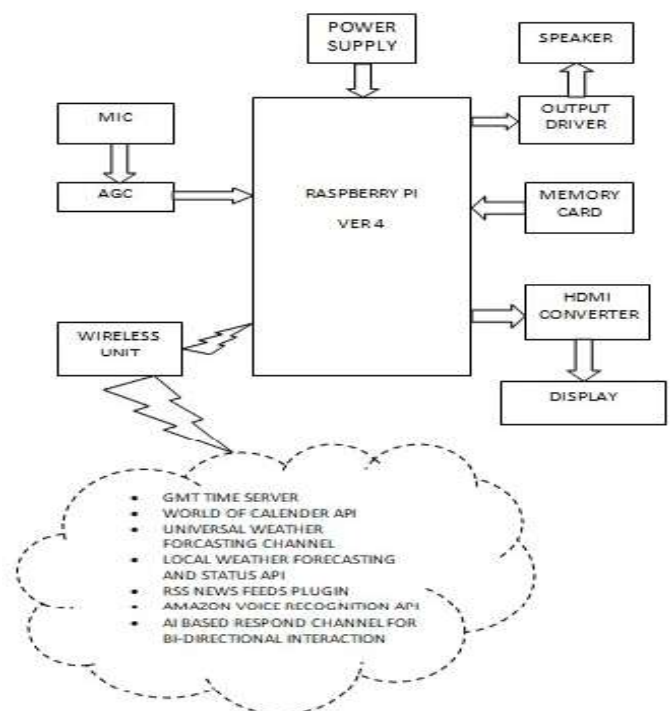 POWER
SUPPLY
SPEAKER
MIC
OUTPUT
DRIVER
AGC
RASPBERRY PI
VER 4
MEMORY
CARD
HDMI
CONVERTER
WIRELESS
UNIT
DISPLAY
• GMT TIME SERVER
• WORLD OF CALENDER API
• UNIVERSAL WEATHER
FORCASTING CHANNEL
• LOCAL WEATHER FORECASTING
AND STATUS API
• RSS NEWS FEEDS PLUGIN
• AMAZON VOICE RECOGNITION API
• AI BASED RESPOND CHANNEL FOR
BI-DIRECTIONAL INTERACTION